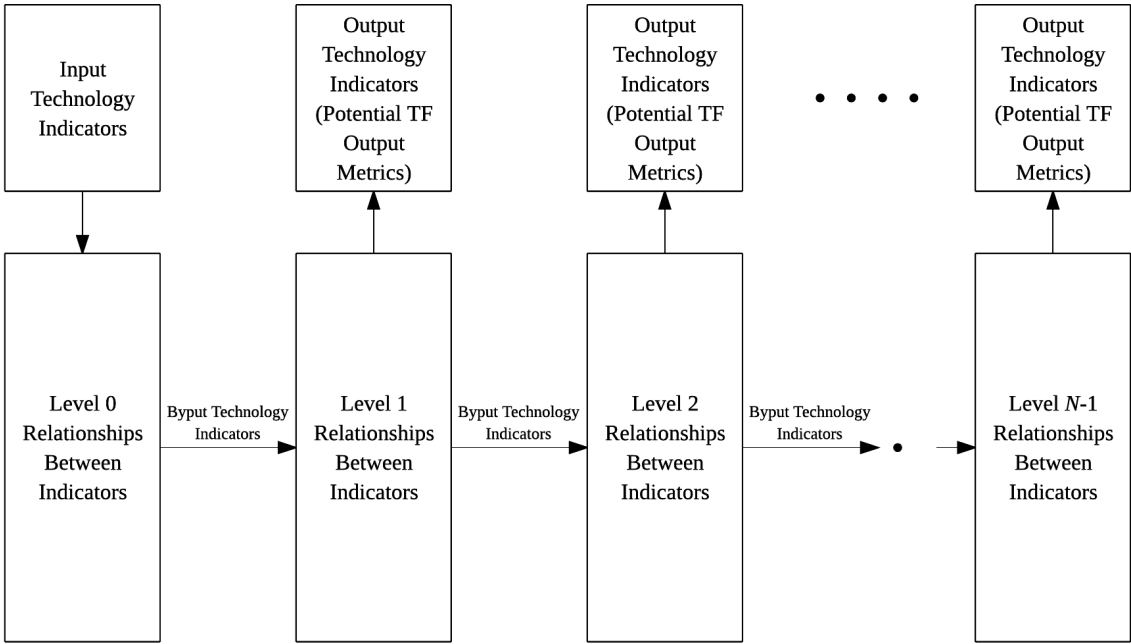 Input
Technology
Indicators
Output
Technology
Indicators
(Potential TF
Output
Metrics)
Output
Technology
Indicators
(Potential TF
Output
Metrics)
Output
Technology
Indicators
(Potential TF
Output
Metrics)
Level 0
Relationships
Between
Indicators
Byput Technology
Indicators
Level 1
Relationships
Between
Indicators
Byput Technology
Indicators
Level 2
Relationships
Between
Indicators
Byput Technology
Indicators
Level N-1
Relationships
Between
Indicators